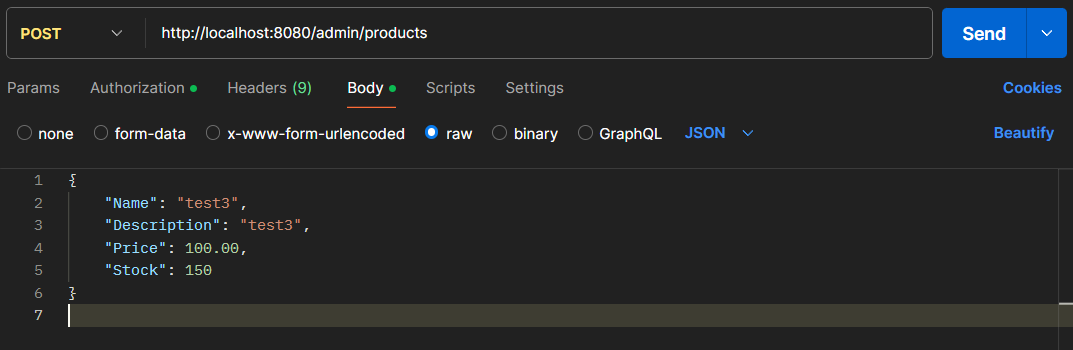 POST http://localhost:8080/admin/products Send
Params Authorization Headers (9) Body Scripts Settings Cookies
none form-data x-www-form-urlencoded raw binary GraphQL JSON Beautify
1 {
2 "Name": "test3",
3 "Description": "test3",
4 "Price": 100.00,
5 "Stock": 150
6 }
7